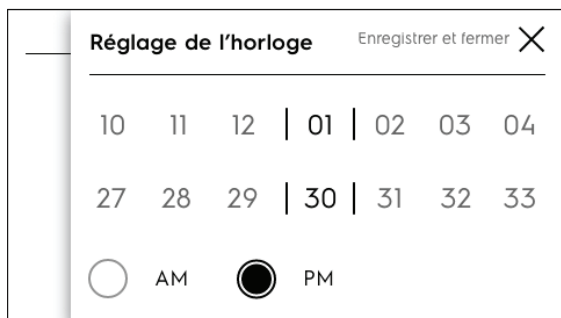 Réglage de l'horloge Enregistrer et fermer
10 11 12 01 02 03 04
27 28 29 30 31 32 33
AM PM